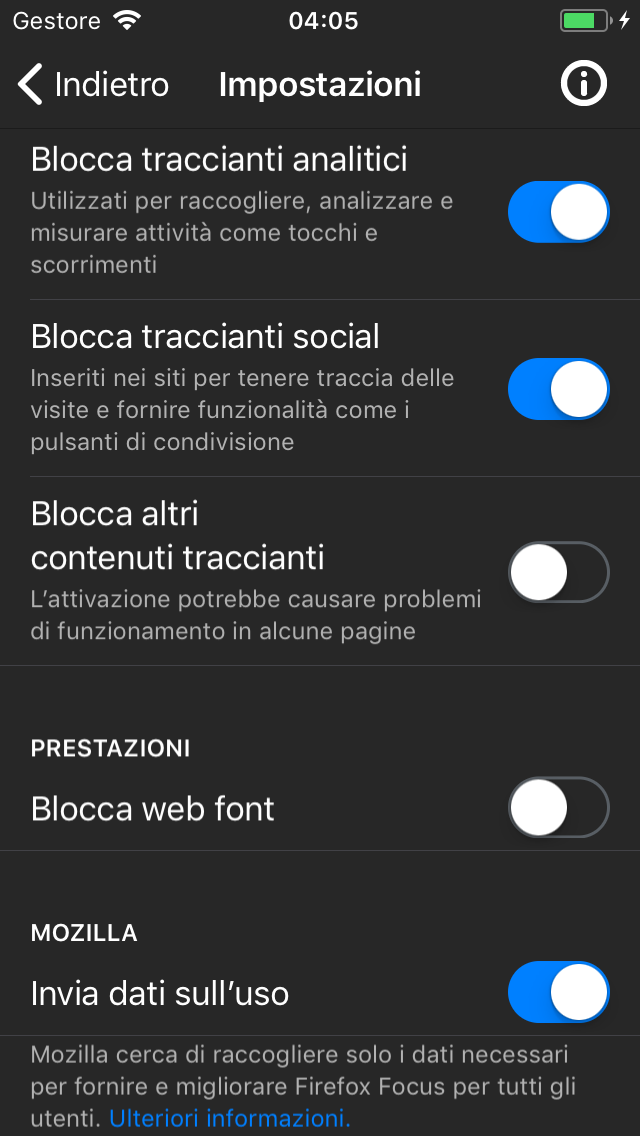 Gestore 04:05
Indietro Impostazioni
Blocca traccianti analitici
Utilizzati per raccogliere, analizzare e
misurare attività come tocchi e
scorrimenti
Blocca traccianti social
Inseriti nei siti per tenere traccia delle
visite e fornire funzionalità come i
pulsanti di condivisione
Blocca altri
contenuti traccianti
L’attivazione potrebbe causare problemi
di funzionamento in alcune pagine
PRESTAZIONI
Blocca web font
MOZILLA
Invia dati sull’uso
Mozilla cerca di raccogliere solo i dati necessari
per fornire e migliorare Firefox Focus per tutti gli
utenti. Ulteriori informazioni.